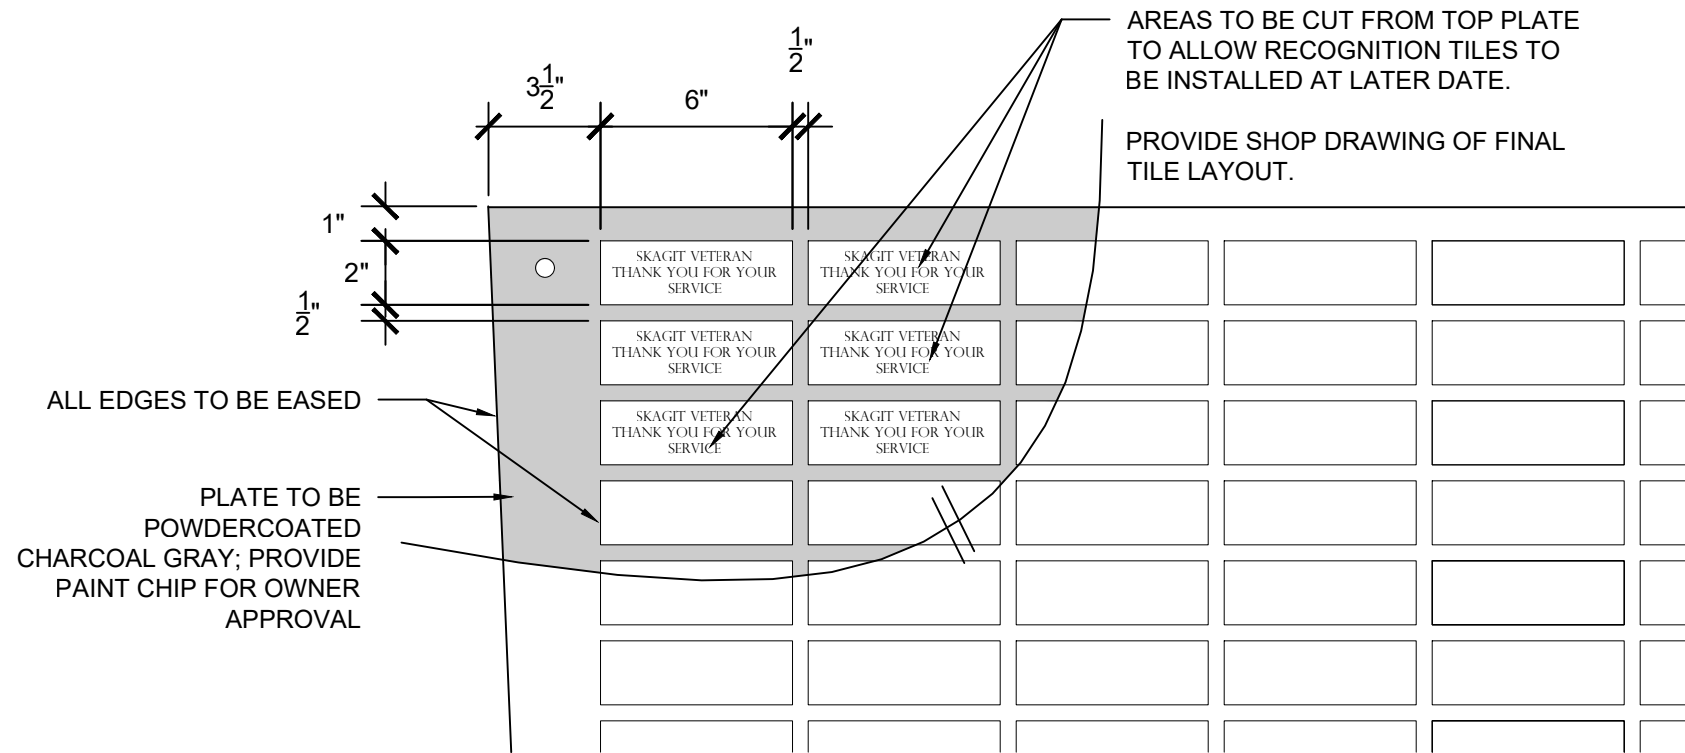 AREAS TO BE CUT FROM TOP PLATE
TO ALLOW RECOGNITION TILES TO
BE INSTALLED AT LATER DATE.
PROVIDE SHOP DRAWING OF FINAL
TILE LAYOUT.
3 1/2"
6"
1/2"
1"
2"
1/2"
SKAGIT VETERAN
THANK YOU FOR YOUR
SERVICE
SKAGIT VETERAN
THANK YOU FOR YOUR
SERVICE
SKAGIT VETERAN
THANK YOU FOR YOUR
SERVICE
SKAGIT VETERAN
THANK YOU FOR YOUR
SERVICE
SKAGIT VETERAN
THANK YOU FOR YOUR
SERVICE
SKAGIT VETERAN
THANK YOU FOR YOUR
SERVICE
ALL EDGES TO BE EASED
PLATE TO BE
POWDERCOATED
CHARCOAL GRAY; PROVIDE
PAINT CHIP FOR OWNER
APPROVAL